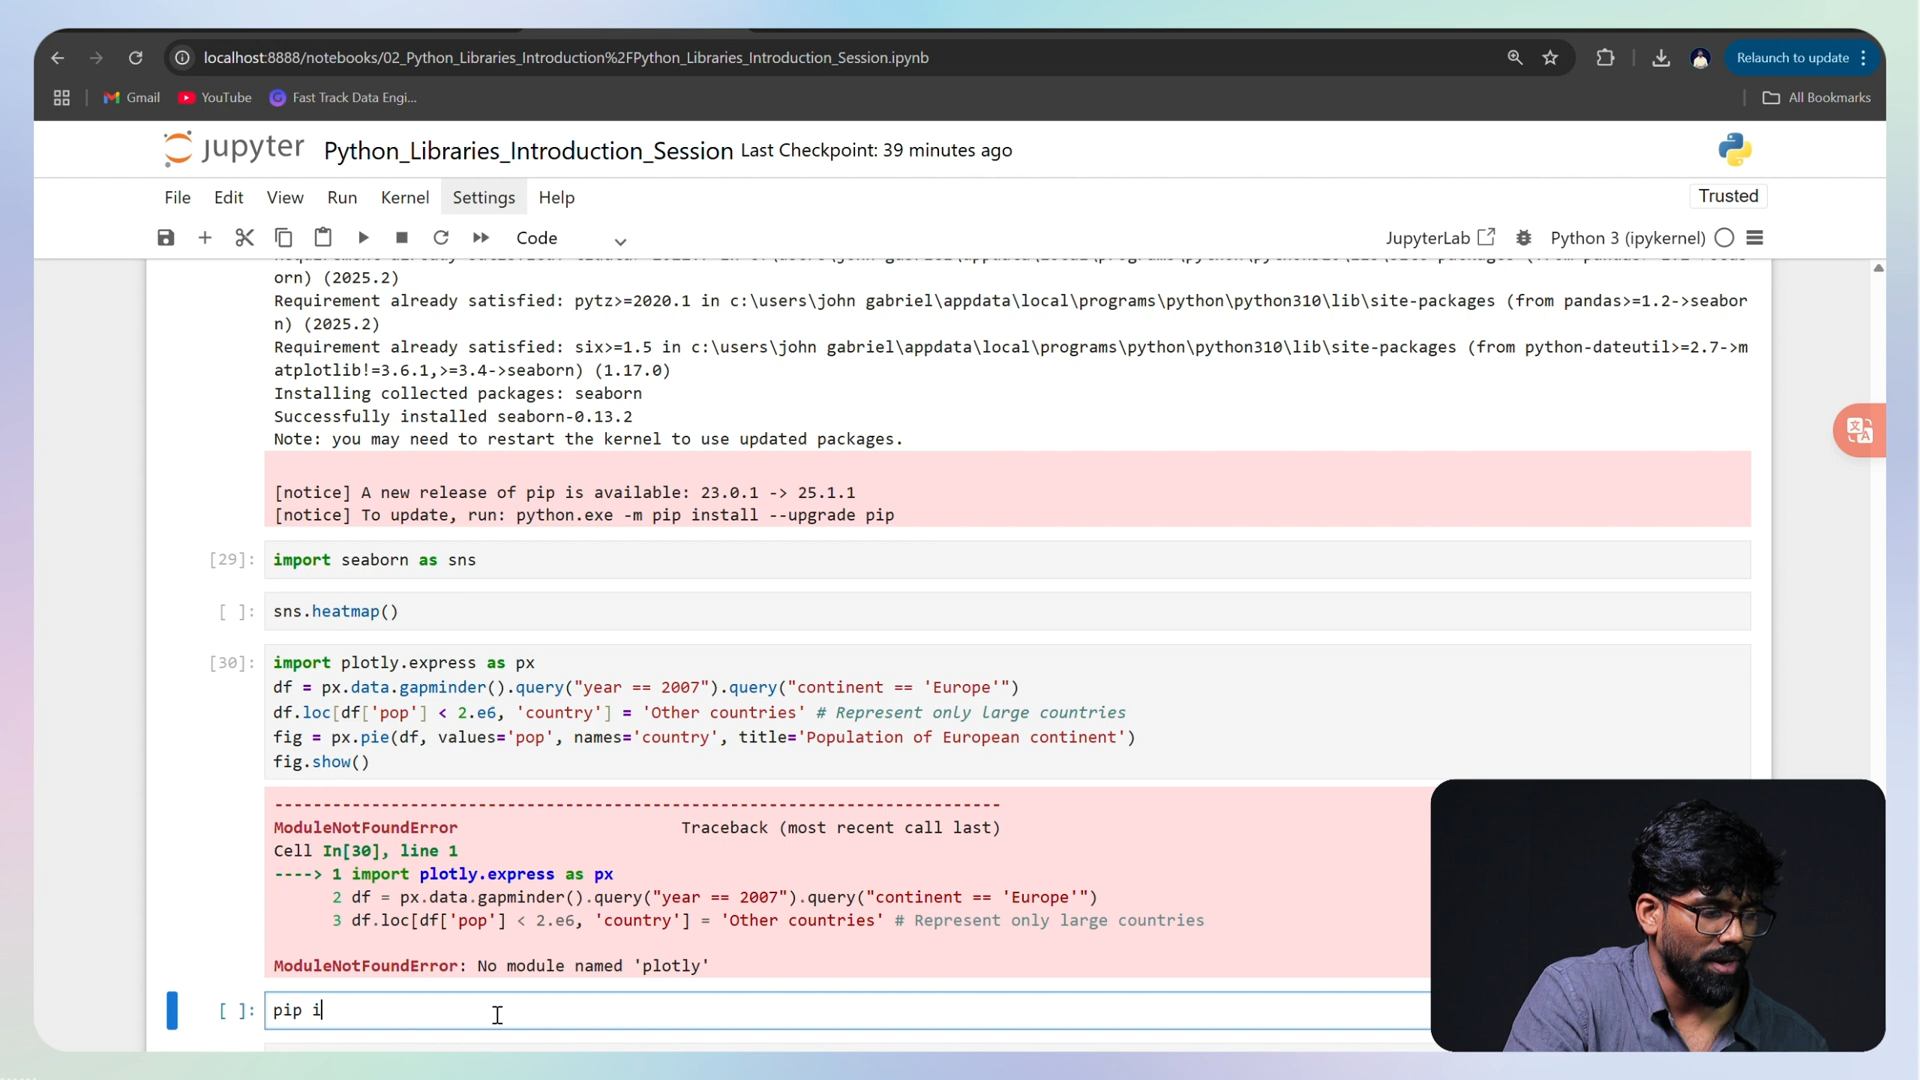 localhost:8888/notebooks/02_Python_Libraries_Introduction%2FPython_Libraries_Introduction_Session.ipynb
Relaunch to update
Gmail
YouTube
Fast Track Data Engi...
All Bookmarks
jupyter
Python_Libraries_Introduction_Session Last Checkpoint: 39 minutes ago
File Edit View Run Kernel Settings Help
Trusted
Code
JupyterLab
Python 3 (ipykernel)
orn) (2025.2)
Requirement already satisfied: pytz>=2020.1 in c:\users\john gabriel\appdata\local\programs\python\python310\lib\site-packages (from pandas>=1.2->seabor
n) (2025.2)
Requirement already satisfied: six>=1.5 in c:\users\john gabriel\appdata\local\programs\python\python310\lib\site-packages (from python-dateutil>=2.7->m
atplotlib!=3.6.1,>=3.4->seaborn) (1.17.0)
Installing collected packages: seaborn
Successfully installed seaborn-0.13.2
Note: you may need to restart the kernel to use updated packages.
[notice] A new release of pip is available: 23.0.1 -> 25.1.1
[notice] To update, run: python.exe -m pip install --upgrade pip
[29]: import seaborn as sns
[ ]: sns.heatmap()
[30]: import plotly.express as px
df = px.data.gapminder().query("year == 2007").query("continent == 'Europe'")
df.loc[df['pop'] < 2.e6, 'country'] = 'Other countries' # Represent only large countries
fig = px.pie(df, values='pop', names='country', title='Population of European continent')
fig.show()
---------------------------------------------------------------------------
ModuleNotFoundError Traceback (most recent call last)
Cell In[30], line 1
----> 1 import plotly.express as px
2 df = px.data.gapminder().query("year == 2007").query("continent == 'Europe'")
3 df.loc[df['pop'] < 2.e6, 'country'] = 'Other countries' # Represent only large countries
ModuleNotFoundError: No module named 'plotly'
[ ]: pip i